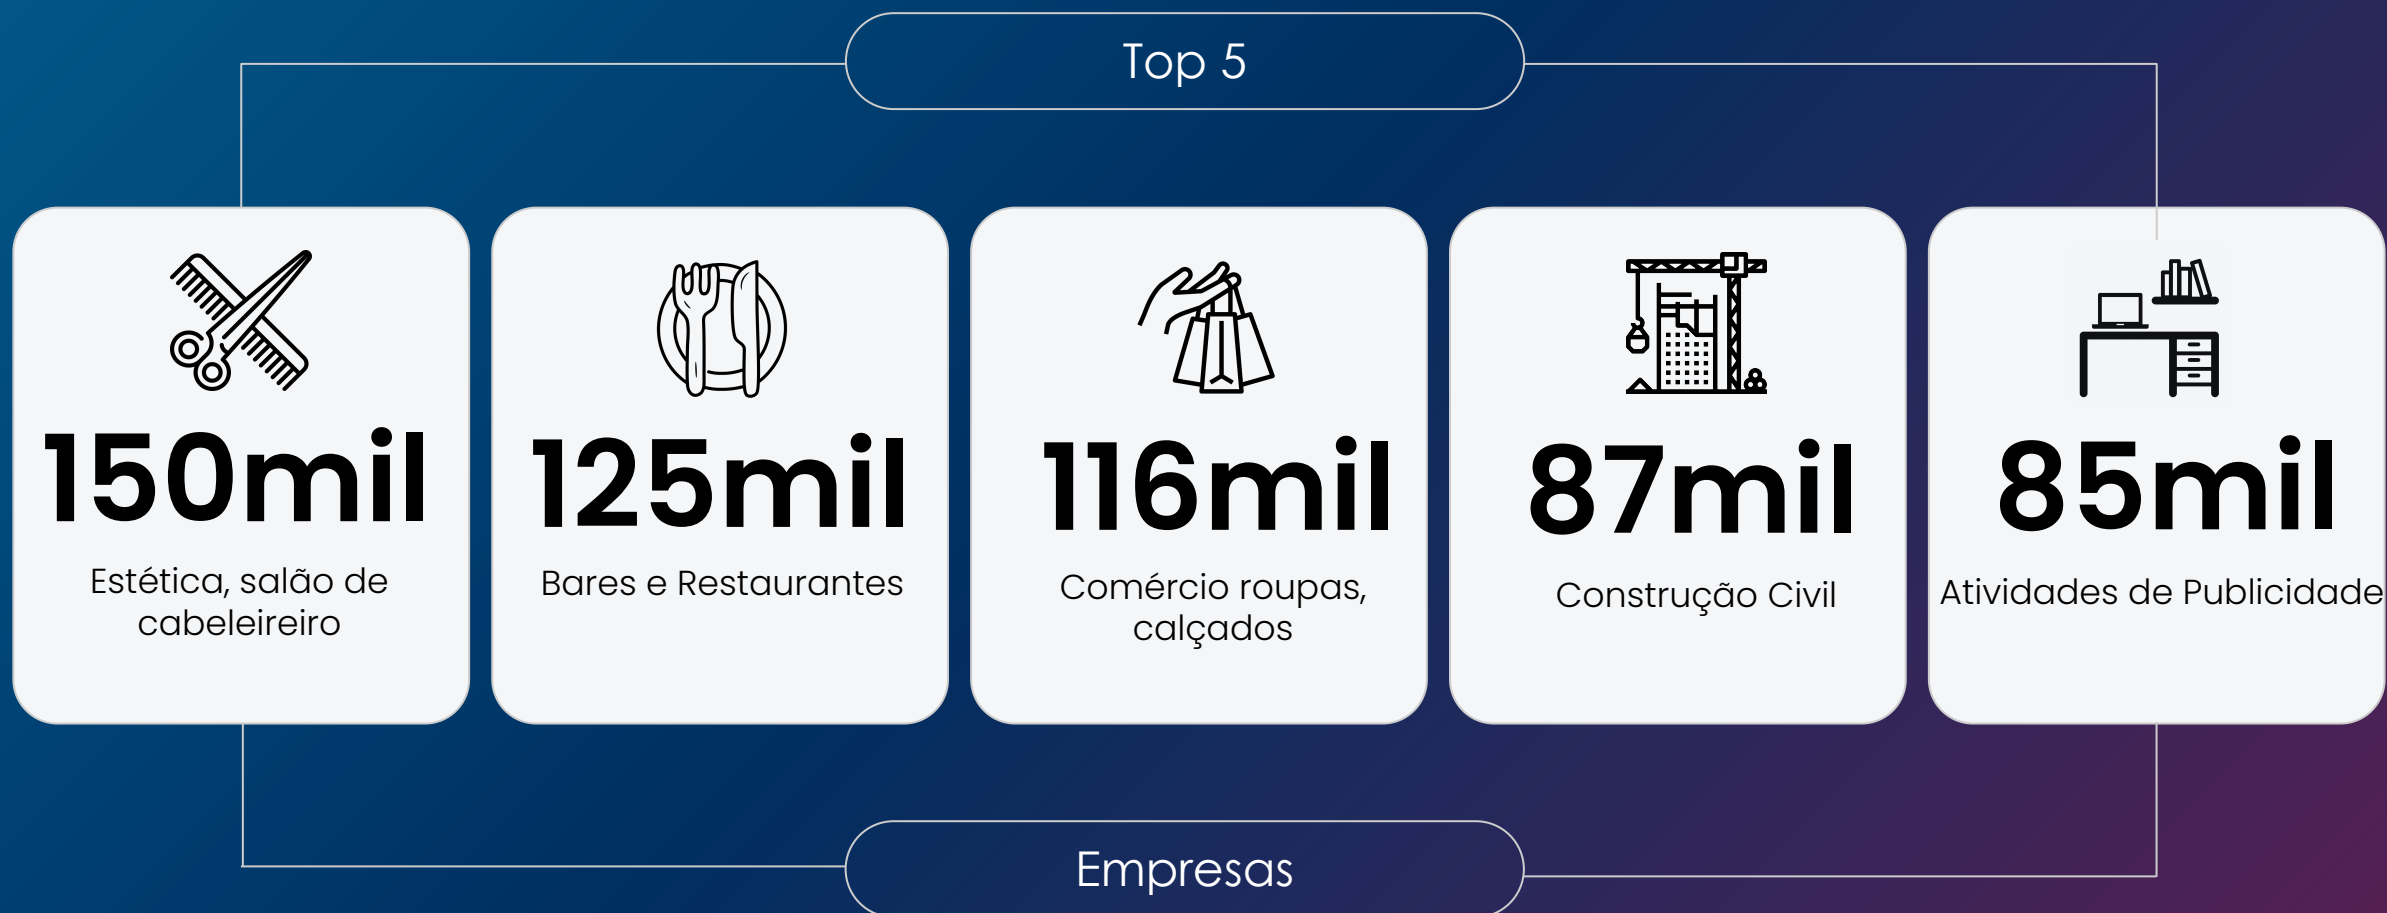 Top 5
150mil
Estética, salão de
cabeleireiro
125mil
Bares e Restaurantes
116mil
Comércio roupas,
calçados
87mil
Construção Civil
85mil
Atividades de Publicidade
Empresas